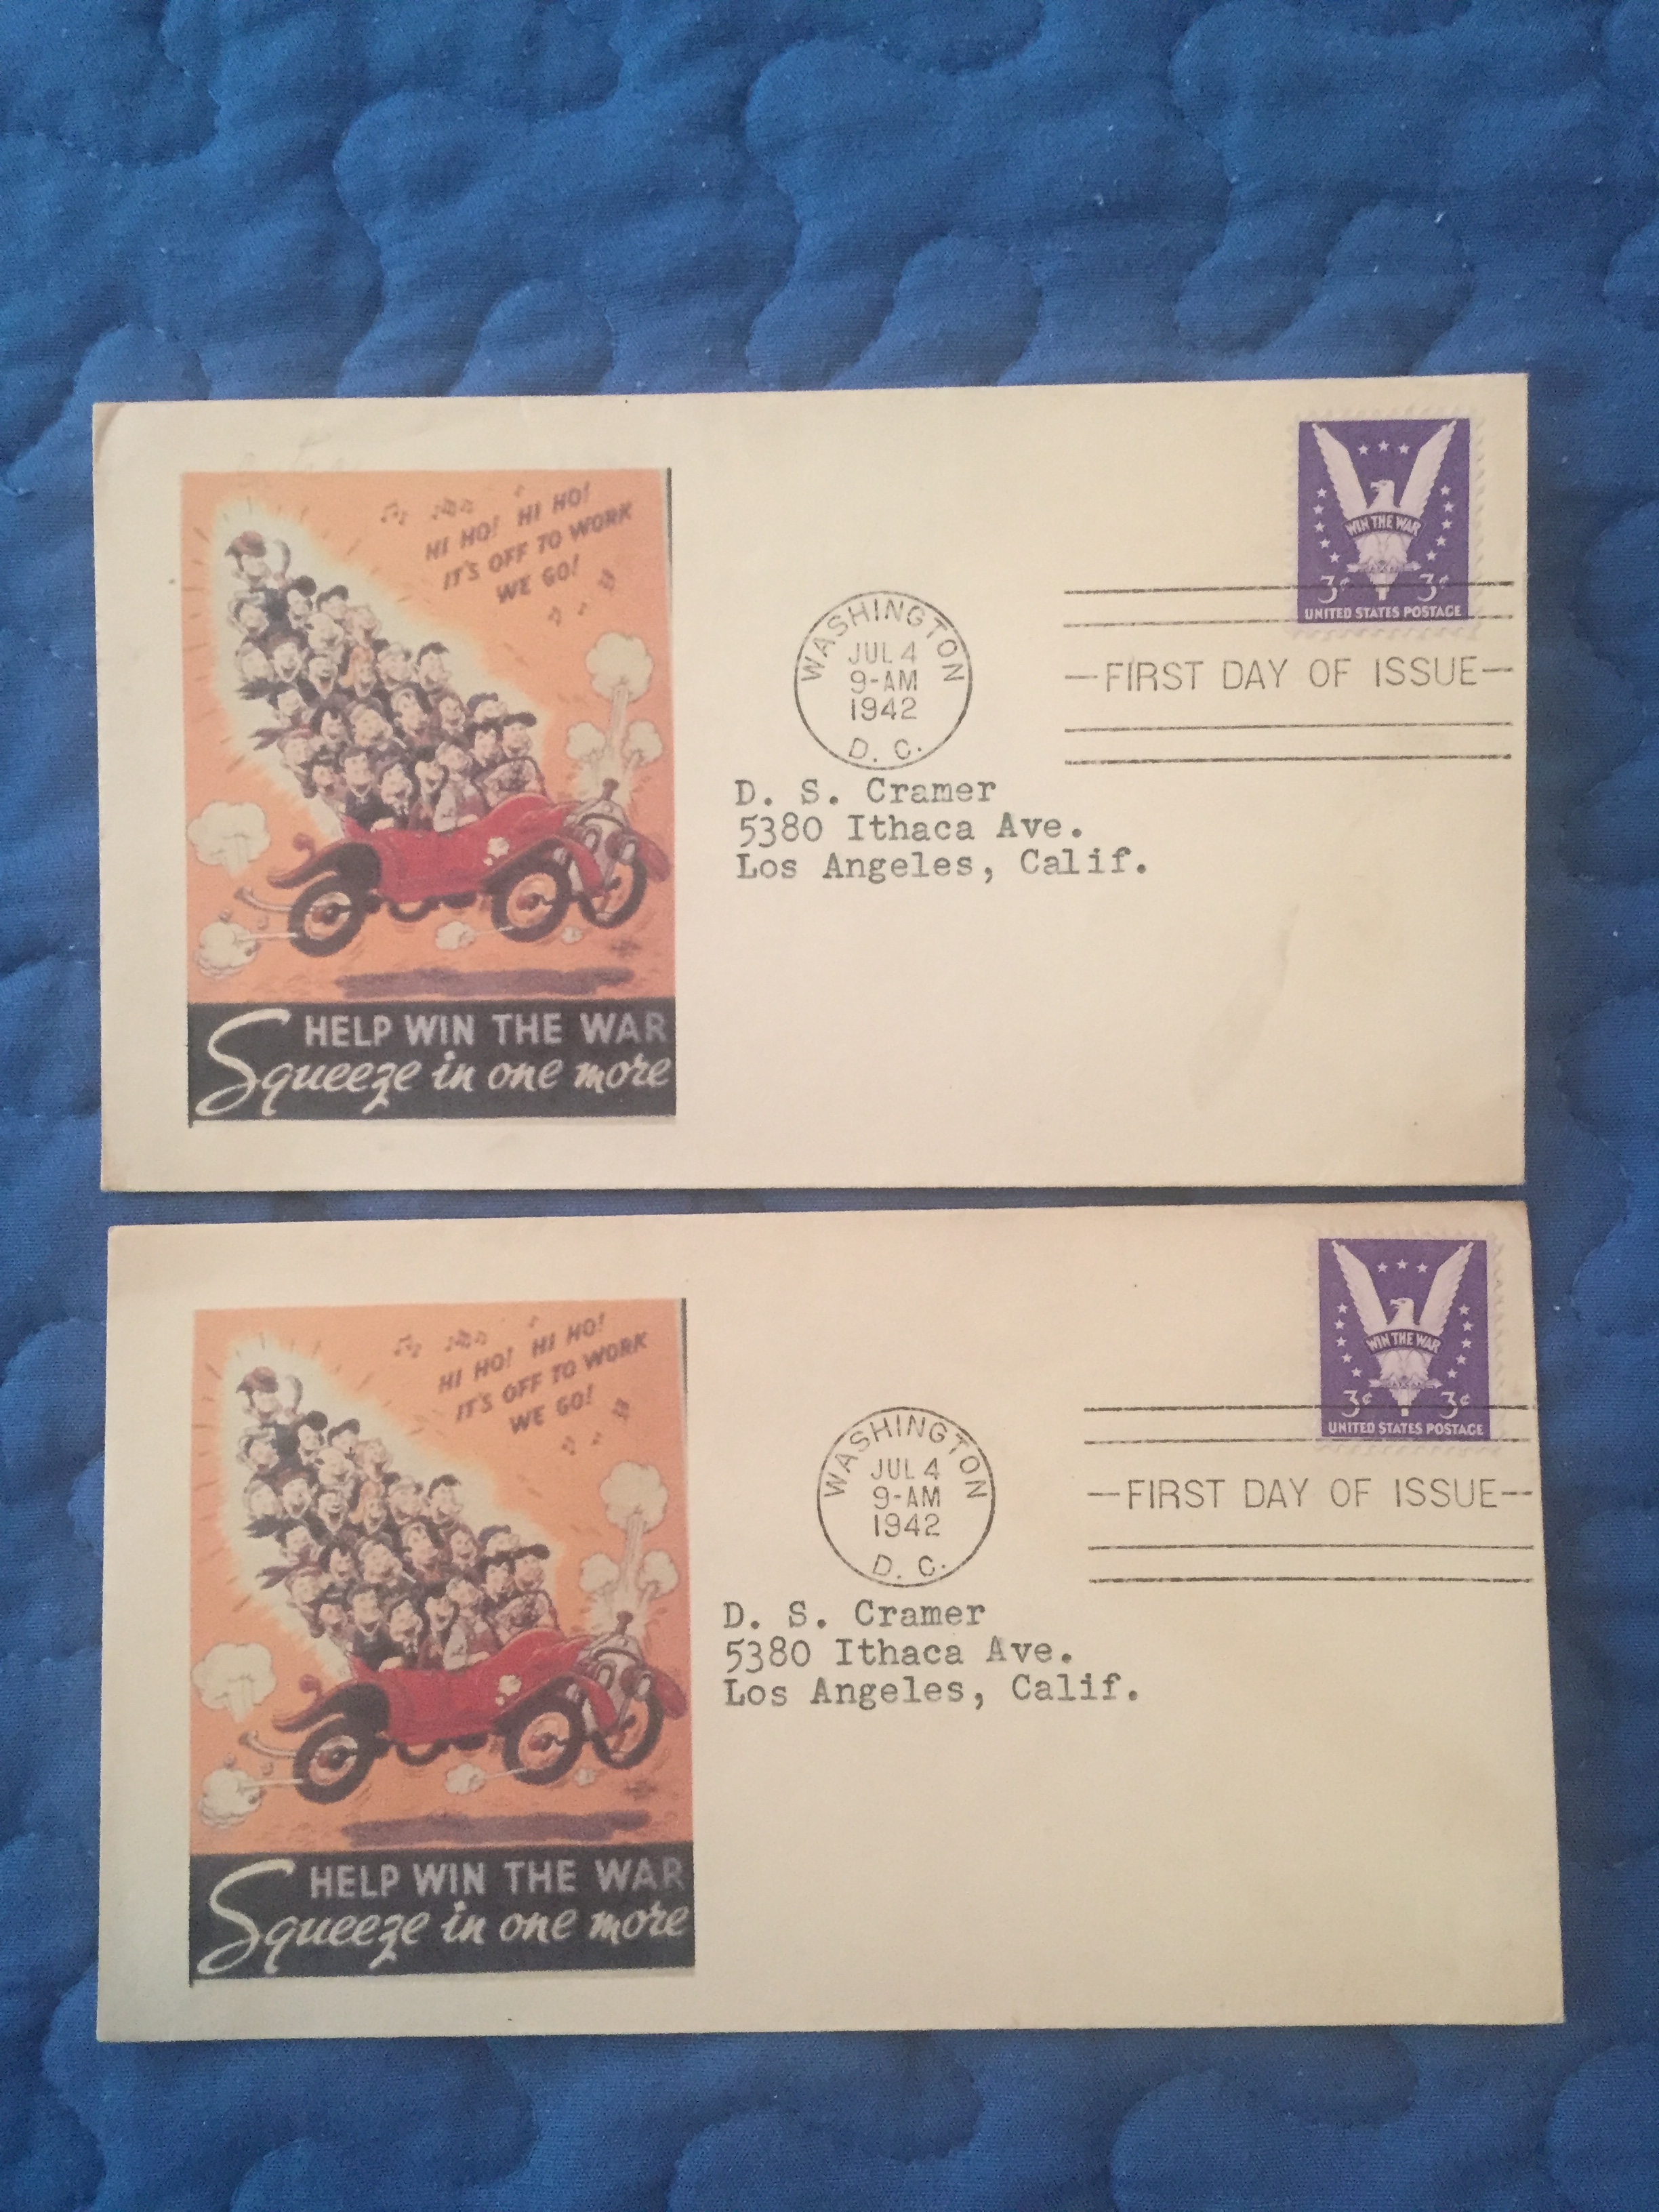 HI HO! HI HO!
IT'S OFF TO WORK
WE GO!
HELP WIN THE WAR
Squeeze in one more
WASHINGTON
JUL 4
9-AM
1942
D. C.
WIN THE WAR
3¢ 3¢
UNITED STATES POSTAGE
—FIRST DAY OF ISSUE—
D. S. Cramer
5380 Ithaca Ave.
Los Angeles, Calif.
HI HO! HI HO!
IT'S OFF TO WORK
WE GO!
HELP WIN THE WAR
Squeeze in one more
WASHINGTON
JUL 4
9-AM
1942
D. C.
WIN THE WAR
3¢ 3¢
UNITED STATES POSTAGE
—FIRST DAY OF ISSUE—
D. S. Cramer
5380 Ithaca Ave.
Los Angeles, Calif.